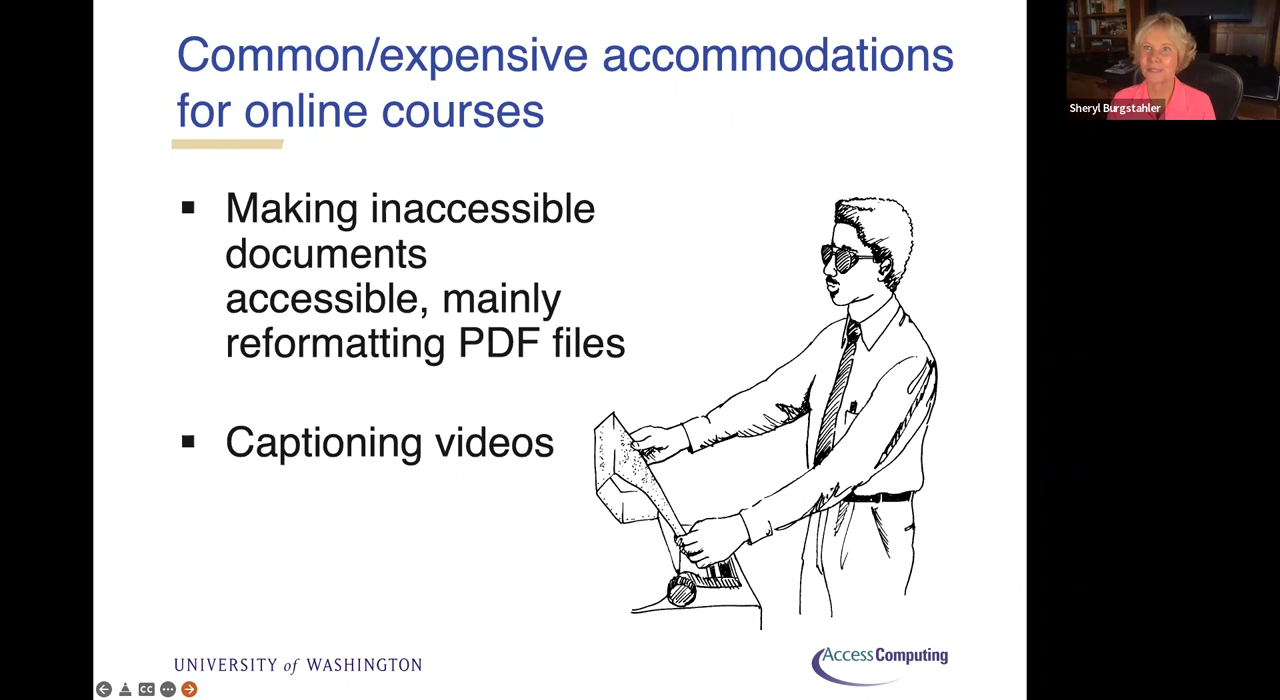 Common/expensive accommodations
for online courses
Sheryl Burgstahler
▪ Making inaccessible
documents
accessible, mainly
reformatting PDF files
▪ Captioning videos
UNIVERSITY of WASHINGTON
AccessComputing
CC